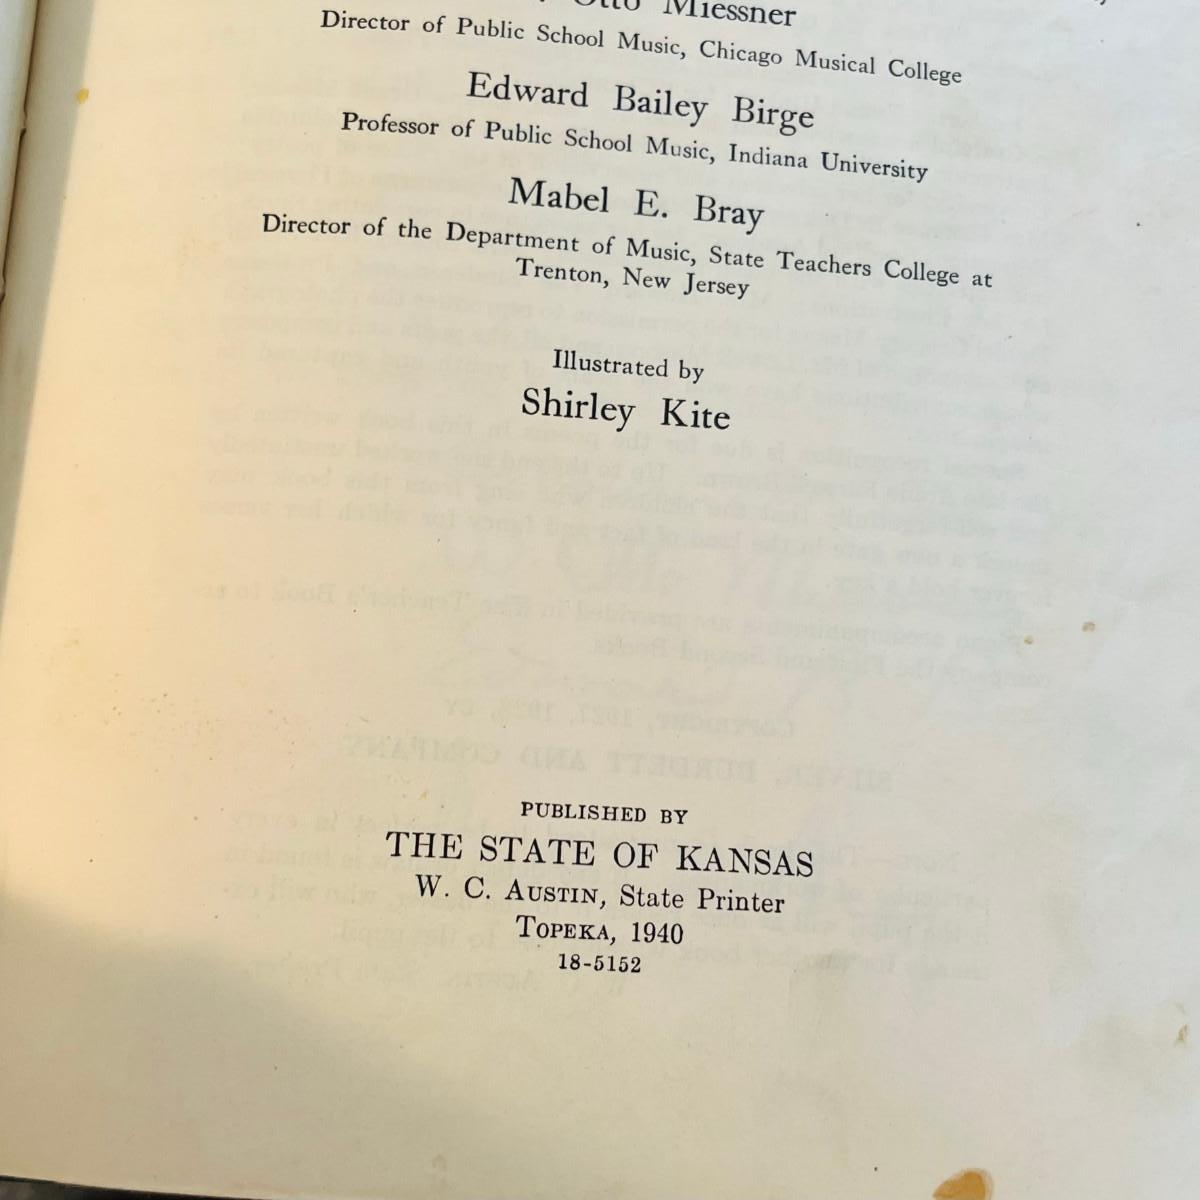 Otto Miessner
Director of Public School Music, Chicago Musical College
Edward Bailey Birge
Professor of Public School Music, Indiana University
Mabel E. Bray
Director of the Department of Music, State Teachers College at
Trenton, New Jersey
Illustrated by
Shirley Kite
PUBLISHED BY
THE STATE OF KANSAS
W. C. AUSTIN, State Printer
TOPEKA, 1940
18-5152